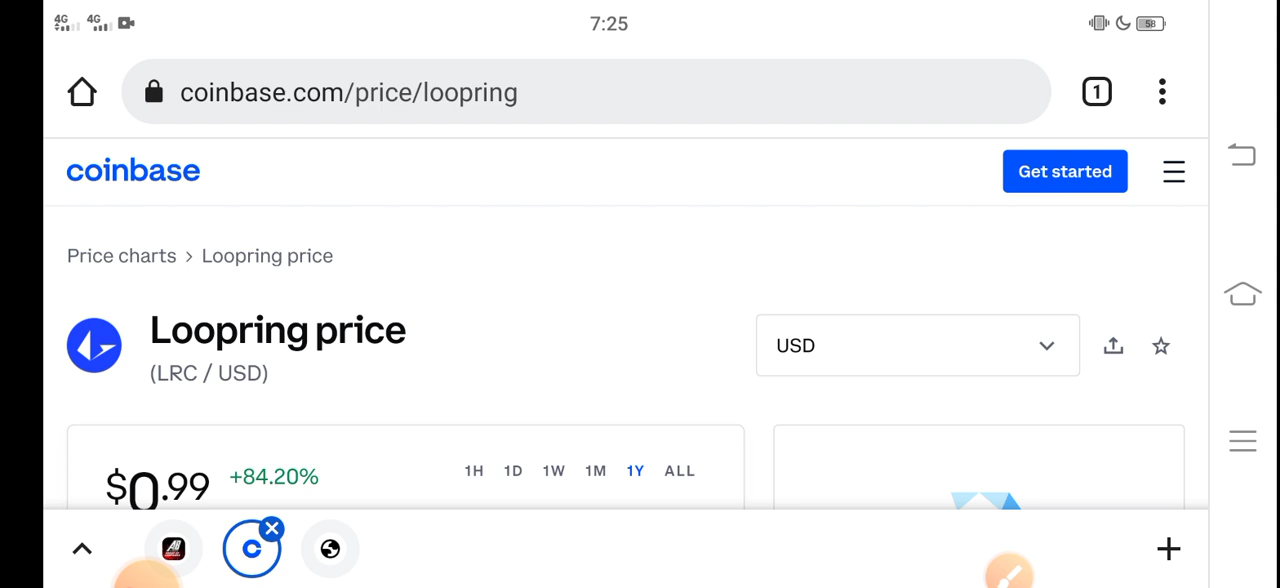 4G 4G 7:25 58
coinbase.com/price/loopring 1
coinbase Get started
Price charts > Loopring price
Loopring price
(LRC / USD)
USD
$0.99 +84.20% 1H 1D 1W 1M 1Y ALL